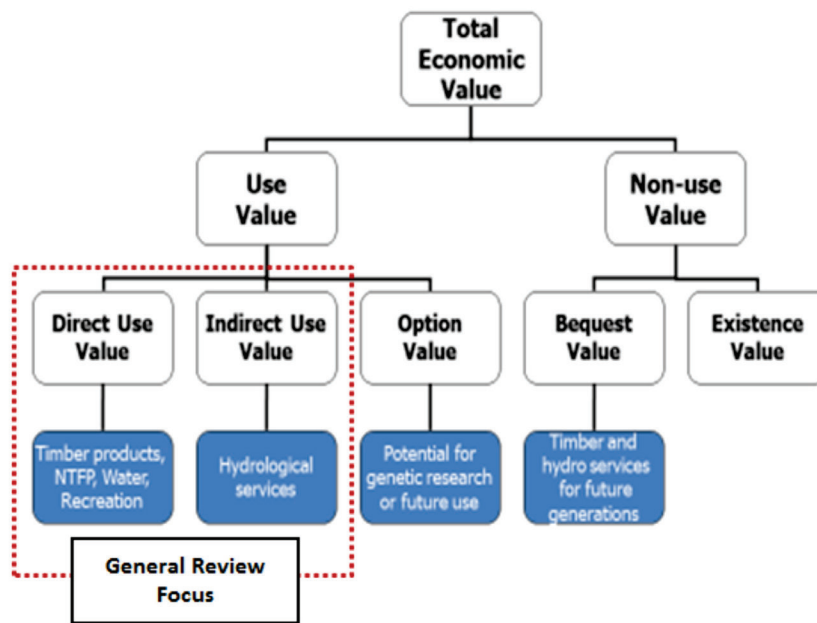 Total
Economic
Value
Use
Value
Non-use
Value
Direct Use
Value
Indirect Use
Value
Option
Value
Bequest
Value
Existence
Value
Timber products,
NTFP, Water,
Recreation
Hydrological
services
Potential for
genetic research
or future use
Timber and
hydro services
for future
generations
General Review
Focus